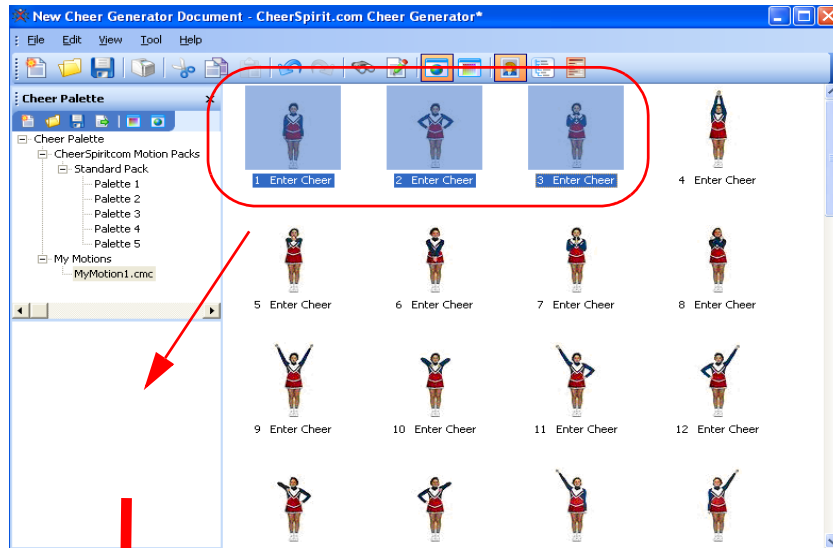 New Cheer Generator Document - CheerSpirit.com Cheer Generator*
File Edit View Tool Help
Cheer Palette x
Cheer Palette
CheerSpiritcom Motion Packs
Standard Pack
Palette 1
Palette 2
Palette 3
Palette 4
Palette 5
My Motions
MyMotion1.cmc
1 Enter Cheer 2 Enter Cheer 3 Enter Cheer 4 Enter Cheer
5 Enter Cheer 6 Enter Cheer 7 Enter Cheer 8 Enter Cheer
9 Enter Cheer 10 Enter Cheer 11 Enter Cheer 12 Enter Cheer